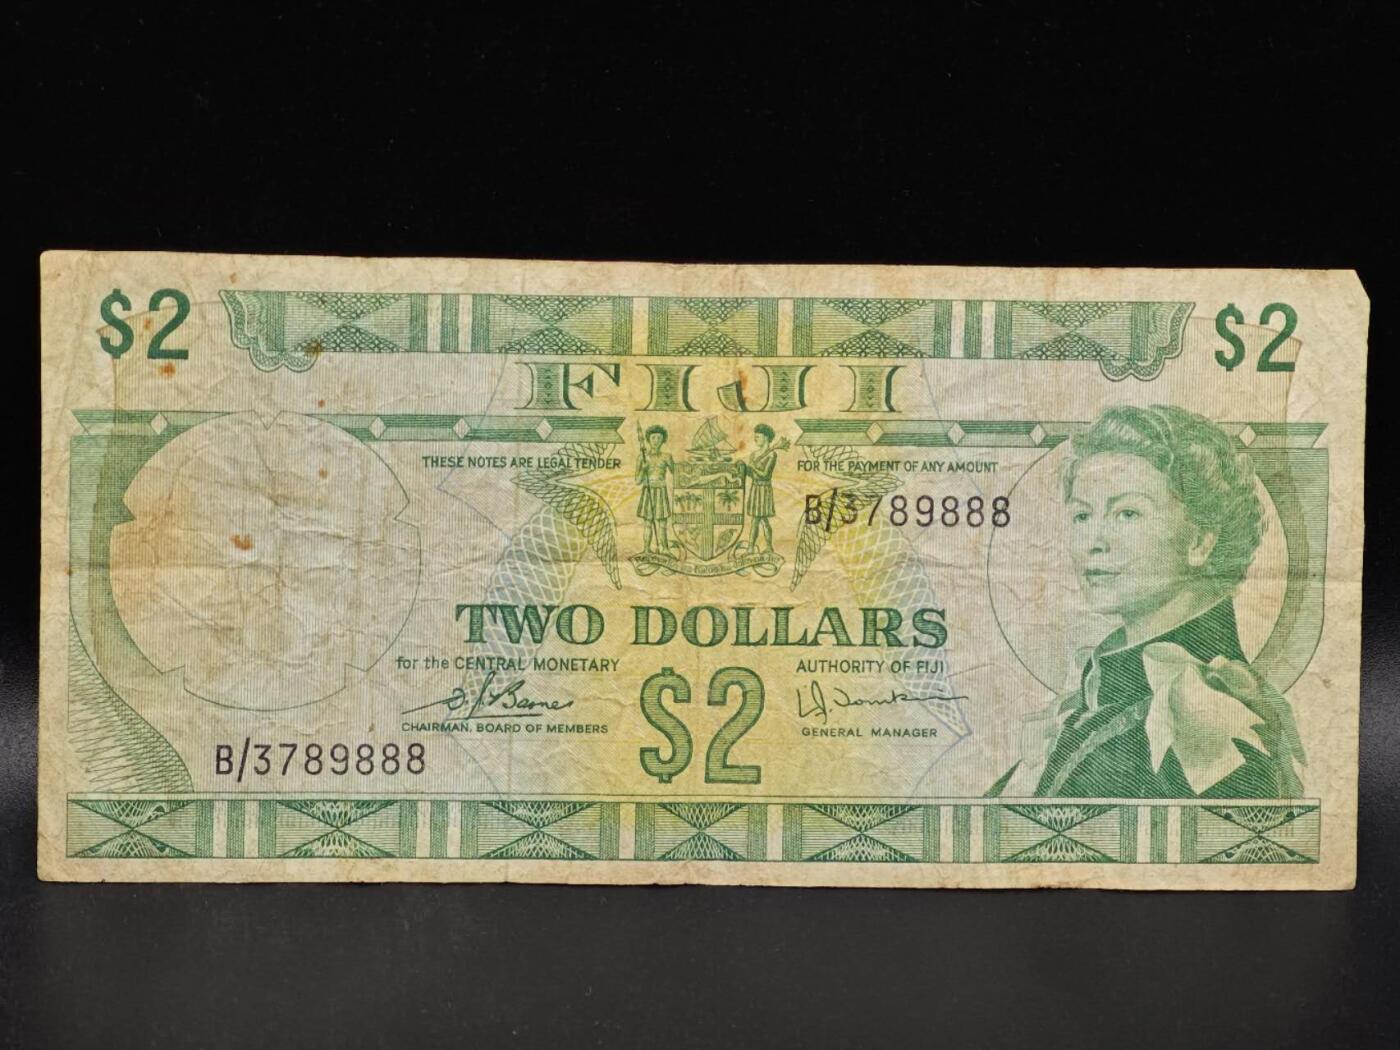 $2 $2
FIJI
THESE NOTES ARE LEGAL TENDER FOR THE PAYMENT OF ANY AMOUNT
B/3789888
TWO DOLLARS
for the CENTRAL MONETARY AUTHORITY OF FIJI
$2
CHAIRMAN, BOARD OF MEMBERS GENERAL MANAGER
B/3789888